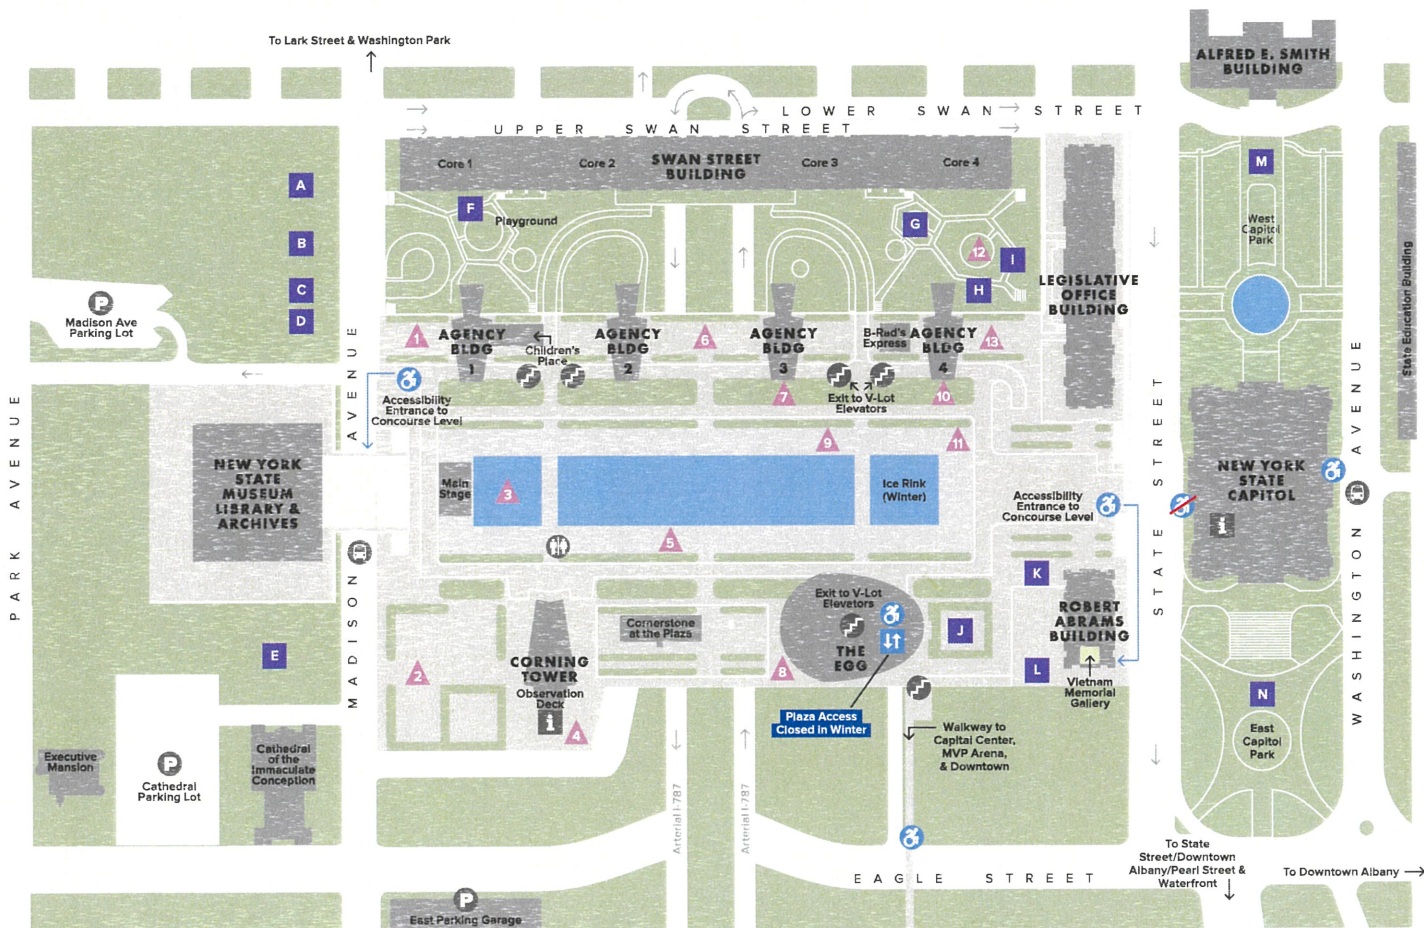 To Lark Street & Washington Park
ALFRED E. SMITH
BUILDING
LOWER SWAN STREET
UPPER SWAN STREET
Core 1
Core 2
SWAN STREET
BUILDING
Core 3
Core 4
A
B
C
D
F
Playground
G
12
I
H
M
West
Capitol
Park
State Education Building
P
Madison Ave
Parking Lot
LEGISLATIVE
OFFICE
BUILDING
1
AGENCY
BLDG
1
Children's
Place
AGENCY
BLDG
2
6
AGENCY
BLDG
3
B-Rad's
Express
AGENCY
BLDG
4
13
Accessibility
Entrance to
Concourse Level
7
Exit to V-Lot
Elevators
10
9
11
PARK AVENUE
MADISON AVENUE
STATE STREET
WASHINGTON AVENUE
NEW YORK
STATE
MUSEUM
LIBRARY &
ARCHIVES
Main
Stage
3
Ice Rink
(Winter)
Accessibility
Entrance to
Concourse Level
NEW YORK
STATE
CAPITOL
i
5
K
Exit to V-Lot
Elevators
THE
EGG
J
ROBERT
ABRAMS
BUILDING
Cornerstone
at the Plaza
E
2
CORNING
TOWER
Observation
Deck
i
4
8
L
Vietnam
Memorial
Gallery
N
East
Capitol
Park
Plaza Access
Closed in Winter
Walkway to
Capital Center,
MVP Arena,
& Downtown
Executive
Mansion
P
Cathedral
Parking Lot
Cathedral
of the
Immaculate
Conception
Arterial I-787
Arterial I-787
EAGLE STREET
To State
Street/Downtown
Albany/Pearl Street &
Waterfront
To Downtown Albany
P
East Parking Garage